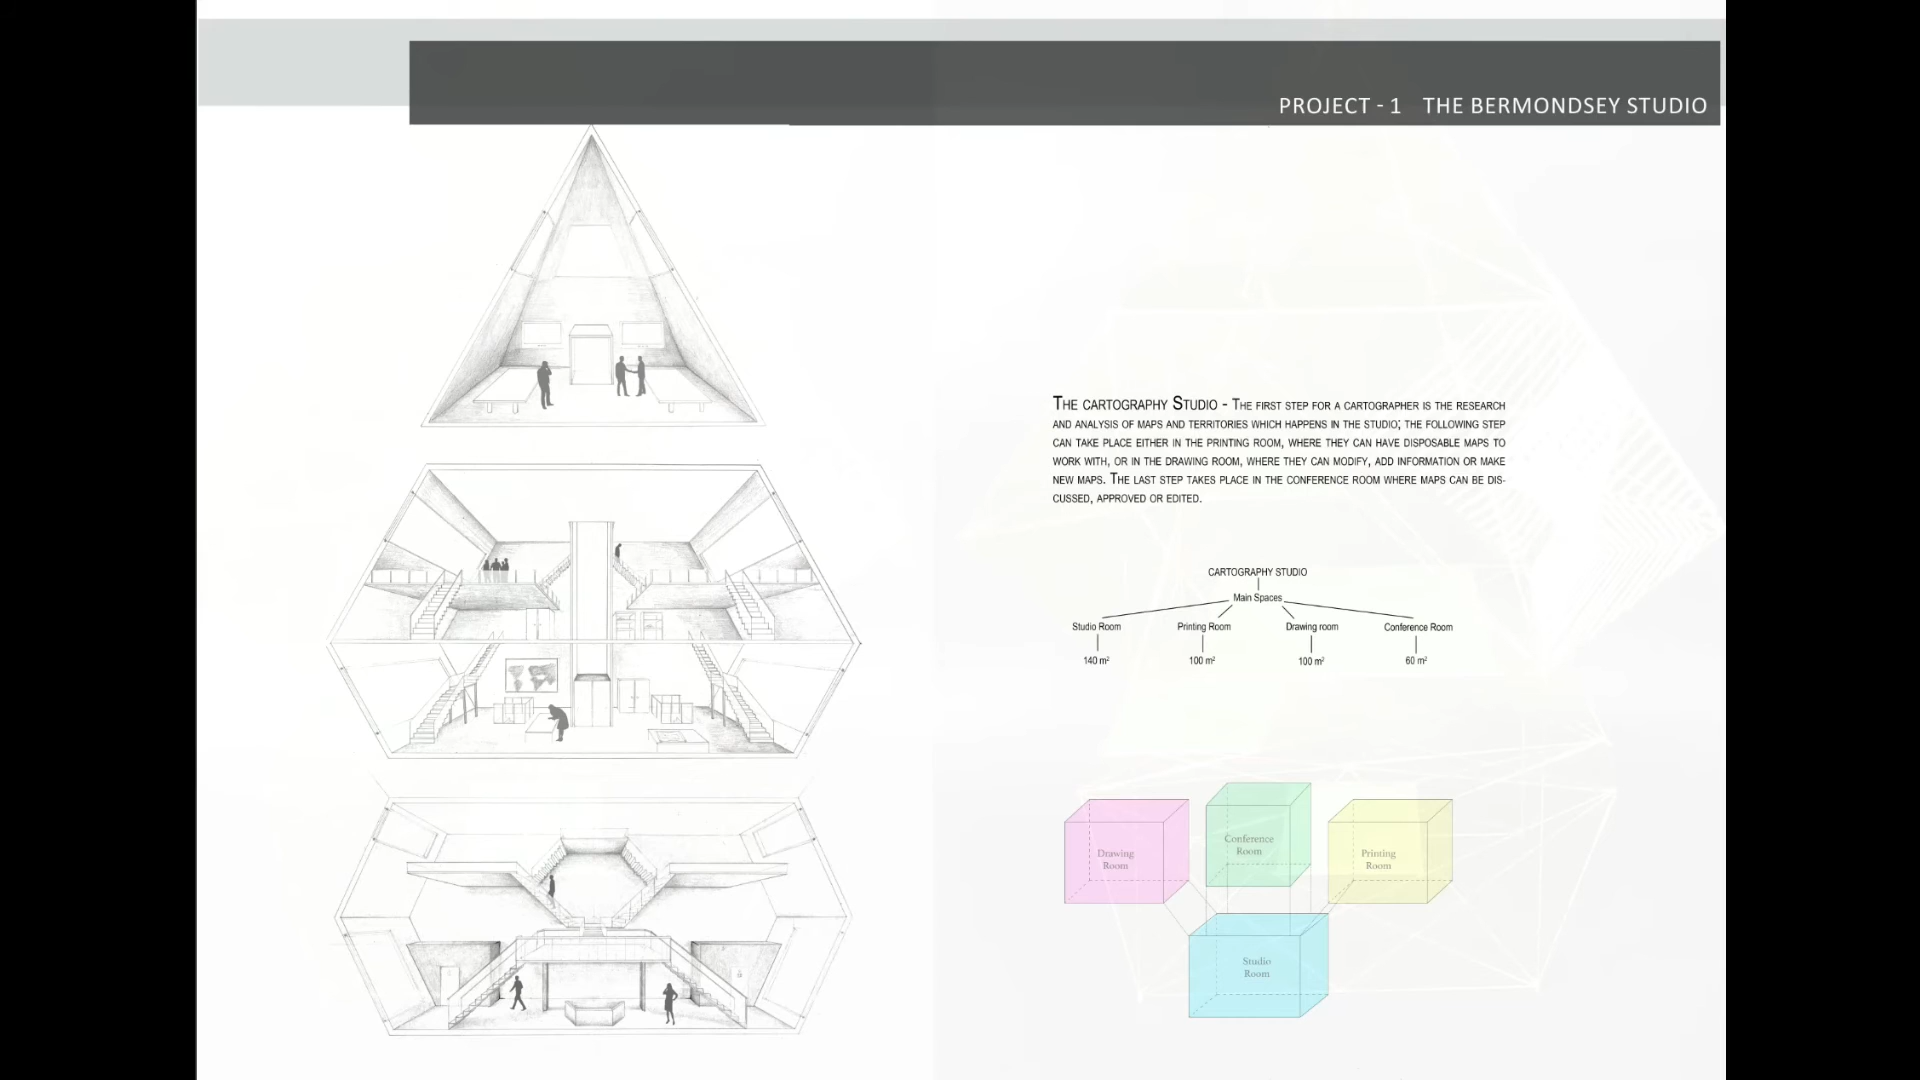 PROJECT - 1 THE BERMONDSEY STUDIO
THE CARTOGRAPHY STUDIO - THE FIRST STEP FOR A CARTOGRAPHER IS THE RESEARCH
AND ANALYSIS OF MAPS AND TERRITORIES WHICH HAPPENS IN THE STUDIO; THE FOLLOWING STEP
CAN TAKE PLACE EITHER IN THE PRINTING ROOM, WHERE THEY CAN HAVE DISPOSABLE MAPS TO
WORK WITH, OR IN THE DRAWING ROOM, WHERE THEY CAN MODIFY, ADD INFORMATION OR MAKE
NEW MAPS. THE LAST STEP TAKES PLACE IN THE CONFERENCE ROOM WHERE MAPS CAN BE DIS-
CUSSED, APPROVED OR EDITED.
CARTOGRAPHY STUDIO
Main Spaces
Studio Room Printing Room Drawing room Conference Room
140 m² 100 m² 100 m² 60 m²
Drawing
Room
Conference
Room
Printing
Room
Studio
Room